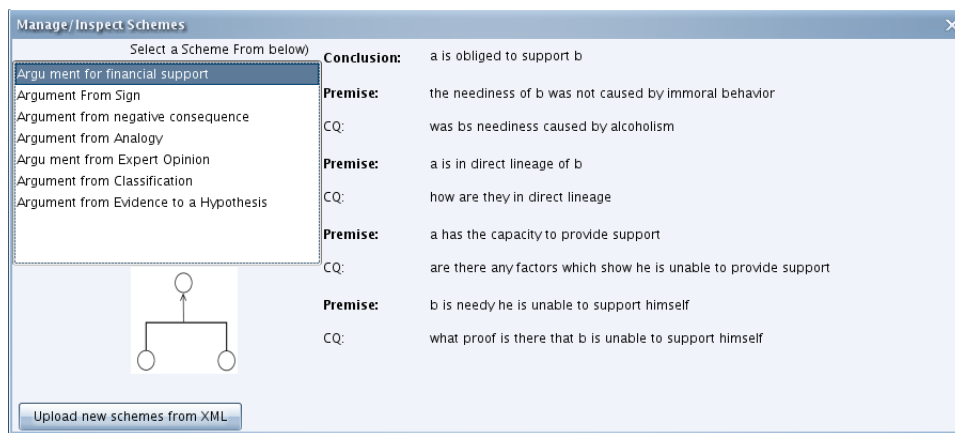 Manage/Inspect Schemes
Select a Scheme From below)
Argu ment for financial support
Argument From Sign
Argument from negative consequence
Argument from Analogy
Argu ment from Expert Opinion
Argument from Classification
Argument from Evidence to a Hypothesis
Upload new schemes from XML
Conclusion: a is obliged to support b
Premise: the neediness of b was not caused by immoral behavior
CQ: was bs neediness caused by alcoholism
Premise: a is in direct lineage of b
CQ: how are they in direct lineage
Premise: a has the capacity to provide support
CQ: are there any factors which show he is unable to provide support
Premise: b is needy he is unable to support himself
CQ: what proof is there that b is unable to support himself